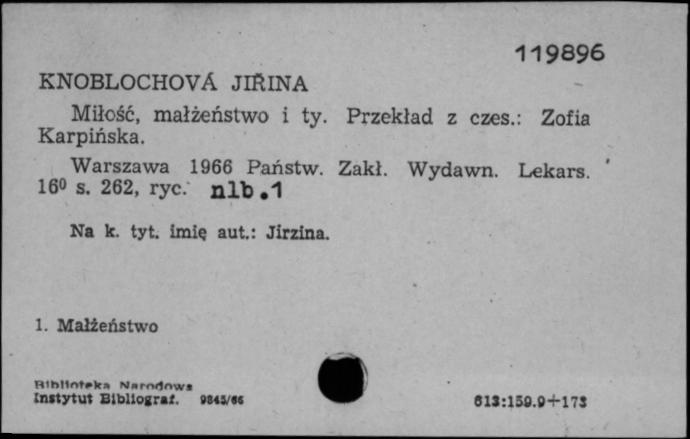 119896
KNOBLOCHOVÁ JIŘINA
Miłość, małżeństwo i ty. Przekład z czes.: Zofia
Karpińska.
Warszawa 1966 Państw. Zakł. Wydawn. Lekars.
16⁰ s. 262, ryc. nlb.1
Na k. tyt. imię aut.: Jirzina.
1. Małżeństwo
Biblioteka Narodowa
Instytut Bibliograf. 9845/66
613:159.9+173